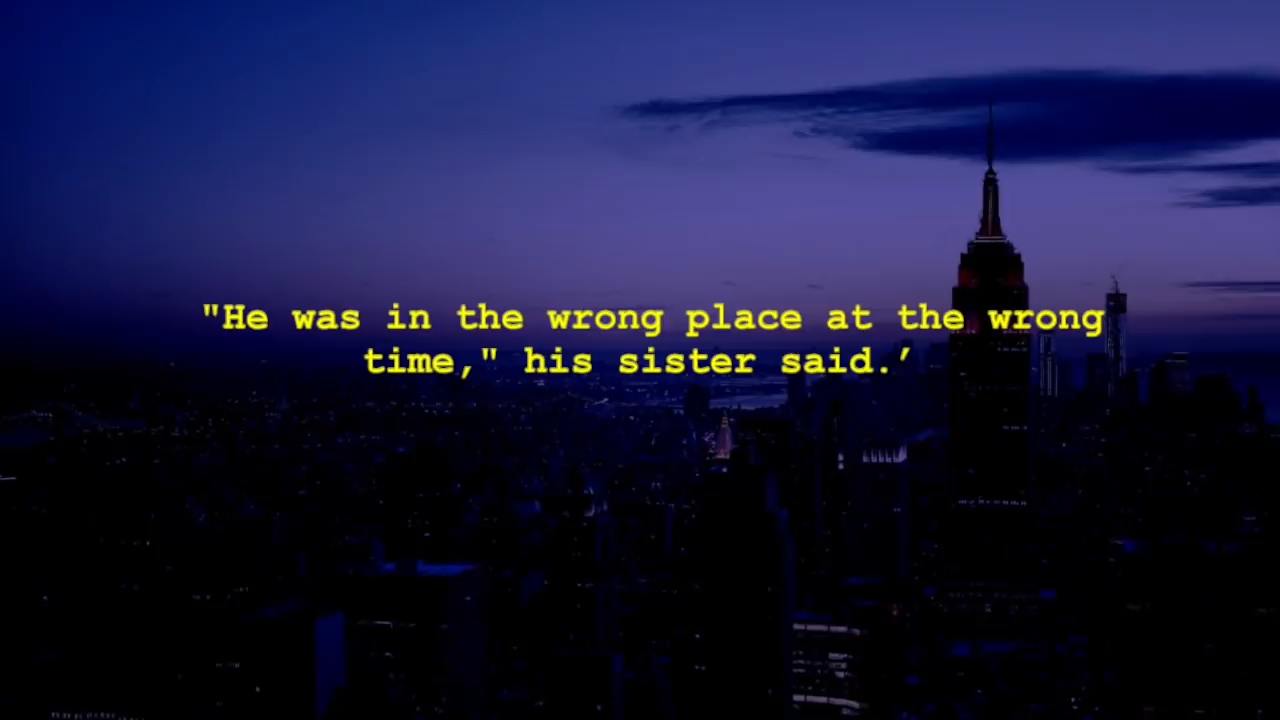 "He was in the wrong place at the wrong
time," his sister said.’